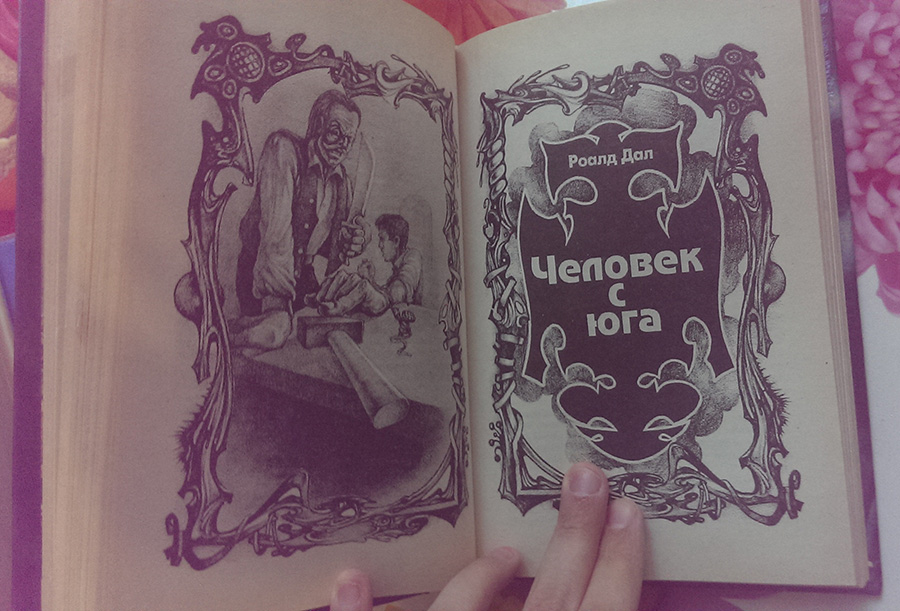 Роалд Дал
Человек
с
юга